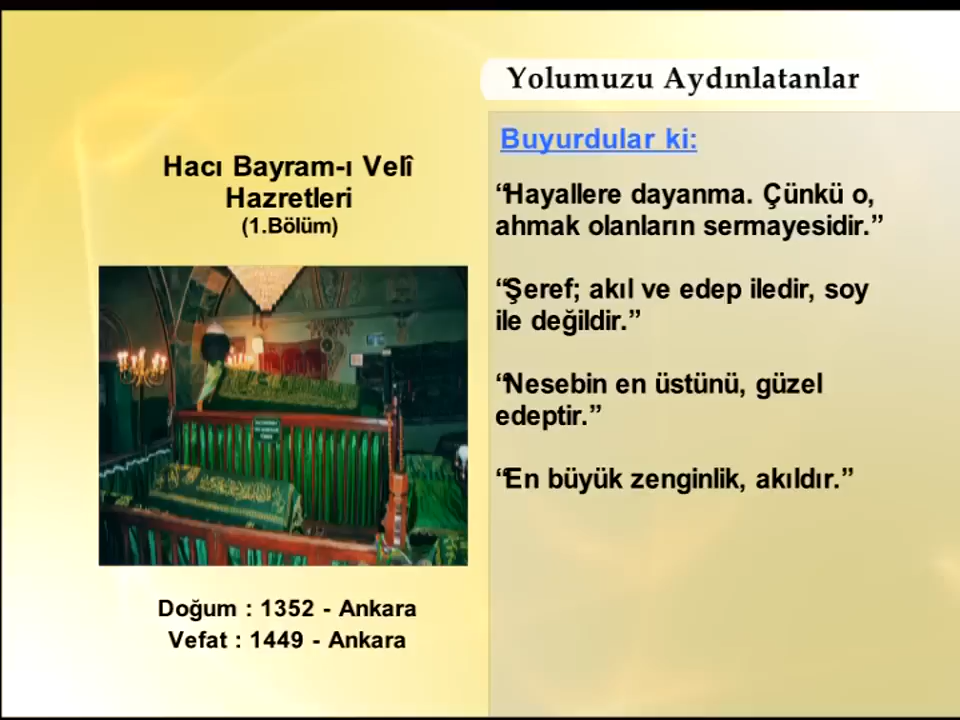 Yolumuzu Aydınlatanlar
Hacı Bayram-ı Velî
Hazretleri
(1.Bölüm)
Doğum : 1352 - Ankara
Vefat : 1449 - Ankara
Buyurdular ki:
“Hayallere dayanma. Çünkü o,
ahmak olanların sermayesidir.”
“Şeref; akıl ve edep iledir, soy
ile değildir.”
“Nesebin en üstünü, güzel
edeptir.”
“En büyük zenginlik, akıldır.”